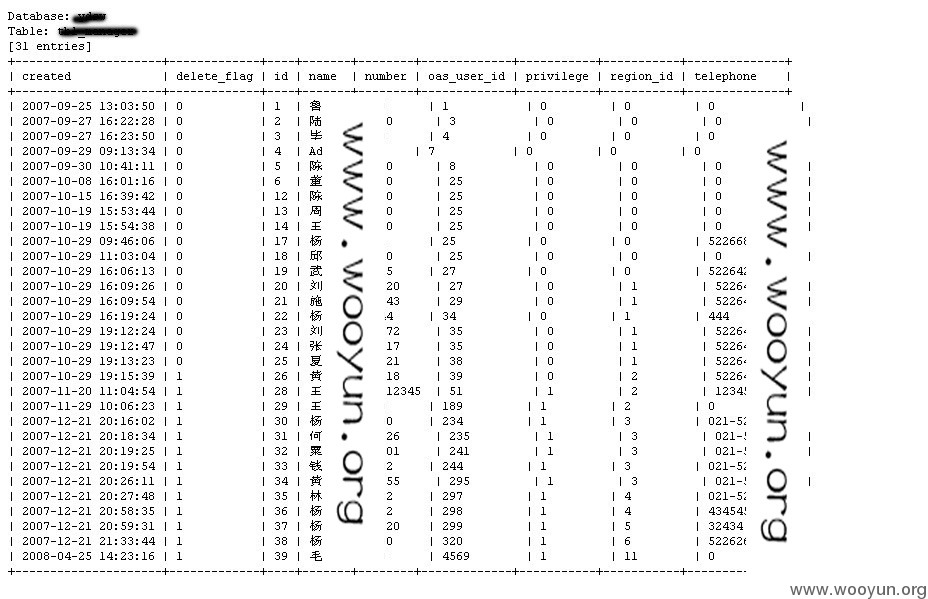 Database:
Table:
[31 entries]
| created | delete_flag | id | name | number | oas_user_id | privilege | region_id | telephone |
| 2007-09-25 13:03:50 | 0 | 1 | 鲁 | 1 | 0 | 0 | 0 |
| 2007-09-27 16:22:28 | 0 | 2 | 陆 0 | 3 | 0 | 0 | 0 |
| 2007-09-27 16:23:50 | 0 | 3 | 毕 | 4 | 0 | 0 | 0
| 2007-09-29 09:13:34 | 0 | 4 | Ad | 7 | 0 | 0 | 0
| 2007-09-30 10:41:11 | 0 | 5 | 陈 0 | 8 | 0 | 0 | 0 |
| 2007-10-08 16:01:16 | 0 | 6 | 董 0 | 25 | 0 | 0 | 0 |
| 2007-10-15 16:39:42 | 0 | 12 | 陈 0 | 25 | 0 | 0 | 0 |
| 2007-10-19 15:53:44 | 0 | 13 | 周 0 | 25 | 0 | 0 | 0 |
| 2007-10-19 15:54:38 | 0 | 14 | 王 0 | 25 | 0 | 0 | 0 |
| 2007-10-29 09:46:06 | 0 | 17 | 杨 | 25 | 0 | 0 | 522668
| 2007-10-29 11:03:04 | 0 | 18 | 邱 0 | 25 | 0 | 0 | 0 |
| 2007-10-29 16:06:13 | 0 | 19 | 武 5 | 27 | 0 | 0 | 522642
| 2007-10-29 16:09:26 | 0 | 20 | 刘 20 | 27 | 0 | 1 | 52264 |
| 2007-10-29 16:09:54 | 0 | 21 | 施 43 | 29 | 0 | 1 | 52264 |
| 2007-10-29 16:19:24 | 0 | 22 | 杨 4 | 34 | 0 | 1 | 444
| 2007-10-29 19:12:24 | 0 | 23 | 刘 72 | 35 | 0 | 1 | 52264 |
| 2007-10-29 19:12:47 | 0 | 24 | 张 17 | 35 | 0 | 1 | 52264 |
| 2007-10-29 19:13:23 | 0 | 25 | 夏 21 | 38 | 0 | 1 | 52264 |
| 2007-10-29 19:15:39 | 1 | 26 | 黄 18 | 39 | 0 | 2 | 52264 |
| 2007-11-20 11:04:54 | 1 | 28 | 王 12345 | 51 | 1 | 2 | 12345 |
| 2007-11-29 10:06:23 | 1 | 29 | 王 | 189 | 1 | 2 | 0
| 2007-12-21 20:16:02 | 1 | 30 | 杨 0 | 234 | 1 | 3 | 021-52
| 2007-12-21 20:18:34 | 1 | 31 | 何 26 | 235 | 1 | 3 | 021-5 |
| 2007-12-21 20:19:25 | 1 | 32 | 粟 01 | 241 | 1 | 3 | 021-5 |
| 2007-12-21 20:19:54 | 1 | 33 | 钱 2 | 244 | 1 | 3 | 021-52
| 2007-12-21 20:26:11 | 1 | 34 | 黄 55 | 295 | 1 | 3 | 021-5 |
| 2007-12-21 20:27:48 | 1 | 35 | 林 2 | 297 | 1 | 4 | 021-52
| 2007-12-21 20:58:35 | 1 | 36 | 杨 2 | 298 | 1 | 4 | 434545
| 2007-12-21 20:59:31 | 1 | 37 | 杨 20 | 299 | 1 | 5 | 32434
| 2007-12-21 21:33:44 | 1 | 38 | 杨 0 | 320 | 1 | 6 | 522626
| 2008-04-25 14:23:16 | 1 | 39 | 毛 | 4569 | 1 | 11 | 0
www.wooyun.org
www.wooyun.org
www.wooyun.org